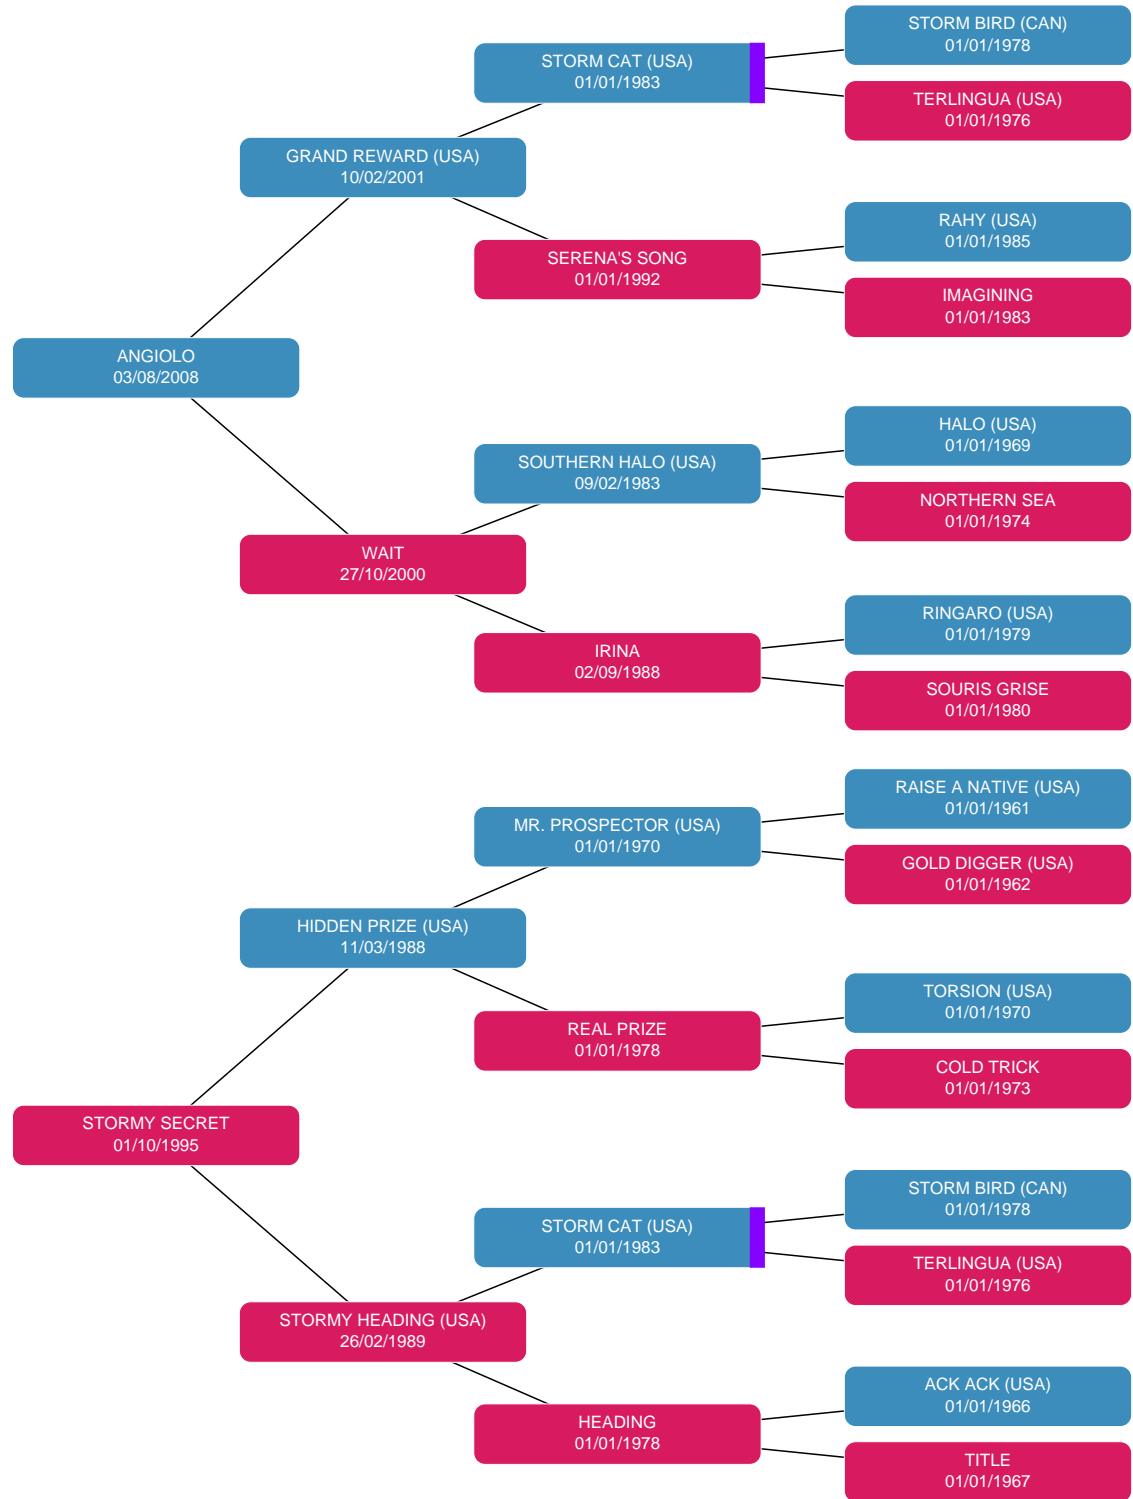 STORM BIRD (CAN)
01/01/1978
STORM CAT (USA)
01/01/1983
TERLINGUA (USA)
01/01/1976
GRAND REWARD (USA)
10/02/2001
RAHY (USA)
01/01/1985
SERENA'S SONG
01/01/1992
IMAGINING
01/01/1983
ANGIOLO
03/08/2008
HALO (USA)
01/01/1969
SOUTHERN HALO (USA)
09/02/1983
NORTHERN SEA
01/01/1974
WAIT
27/10/2000
RINGARO (USA)
01/01/1979
IRINA
02/09/1988
SOURIS GRISE
01/01/1980
RAISE A NATIVE (USA)
01/01/1961
MR. PROSPECTOR (USA)
01/01/1970
GOLD DIGGER (USA)
01/01/1962
HIDDEN PRIZE (USA)
11/03/1988
TORSION (USA)
01/01/1970
REAL PRIZE
01/01/1978
COLD TRICK
01/01/1973
STORMY SECRET
01/10/1995
STORM BIRD (CAN)
01/01/1978
STORM CAT (USA)
01/01/1983
TERLINGUA (USA)
01/01/1976
STORMY HEADING (USA)
26/02/1989
ACK ACK (USA)
01/01/1966
HEADING
01/01/1978
TITLE
01/01/1967